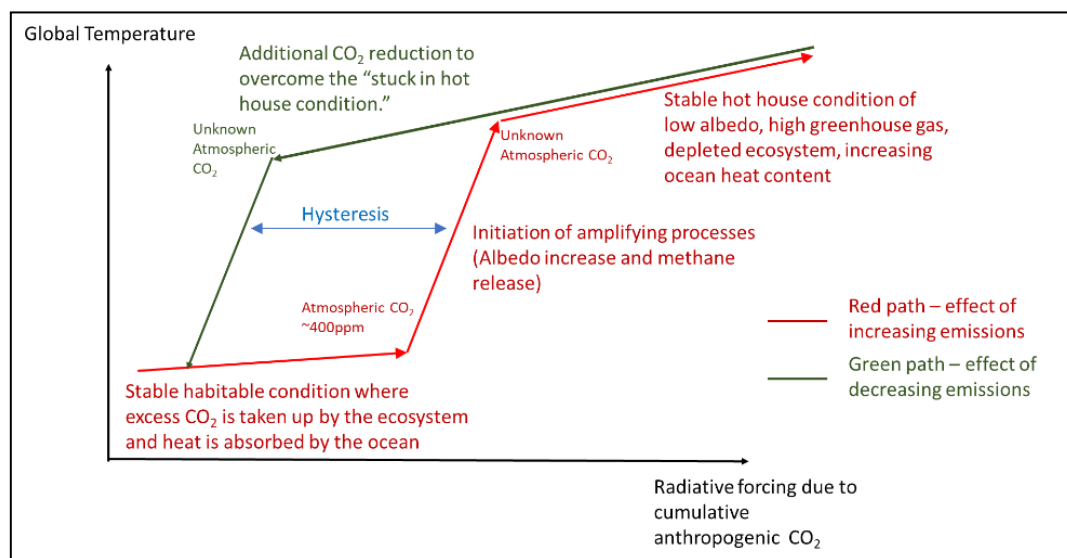 Global Temperature
Additional CO₂ reduction to
overcome the “stuck in hot
house condition.”
Unknown
Atmospheric
CO₂
Unknown
Atmospheric CO₂
Stable hot house condition of
low albedo, high greenhouse gas,
depleted ecosystem, increasing
ocean heat content
Hysteresis
Initiation of amplifying processes
(Albedo increase and methane
release)
Atmospheric CO₂
~400ppm
Red path – effect of
increasing emissions
Green path – effect of
decreasing emissions
Stable habitable condition where
excess CO₂ is taken up by the ecosystem
and heat is absorbed by the ocean
Radiative forcing due to
cumulative
anthropogenic CO₂